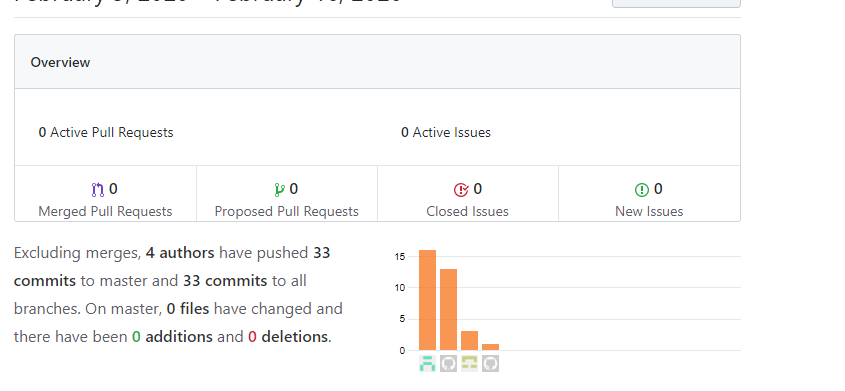 Overview
0 Active Pull Requests
0 Active Issues
0
Merged Pull Requests
0
Proposed Pull Requests
0
Closed Issues
0
New Issues
Excluding merges, 4 authors have pushed 33
commits to master and 33 commits to all
branches. On master, 0 files have changed and
there have been 0 additions and 0 deletions.
15
10
5
0